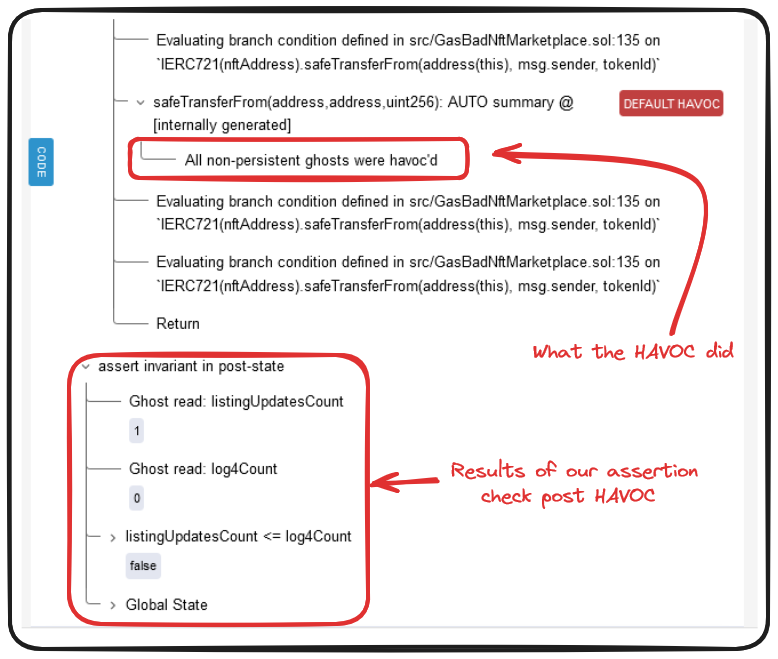 Evaluating branch condition defined in src/GasBadNftMarketplace.sol:135 on
`IERC721(nftAddress).safeTransferFrom(address(this), msg.sender, tokenId)`
safeTransferFrom(address,address,uint256): AUTO summary @
[internally generated]
DEFAULT HAVOC
All non-persistent ghosts were havoc'd
CODE
Evaluating branch condition defined in src/GasBadNftMarketplace.sol:135 on
`IERC721(nftAddress).safeTransferFrom(address(this), msg.sender, tokenId)`
Evaluating branch condition defined in src/GasBadNftMarketplace.sol:135 on
`IERC721(nftAddress).safeTransferFrom(address(this), msg.sender, tokenId)`
Return
What the HAVOC did
assert invariant in post-state
Ghost read: listingUpdatesCount
1
Ghost read: log4Count
0
listingUpdatesCount <= log4Count
false
Global State
Results of our assertion
check post HAVOC